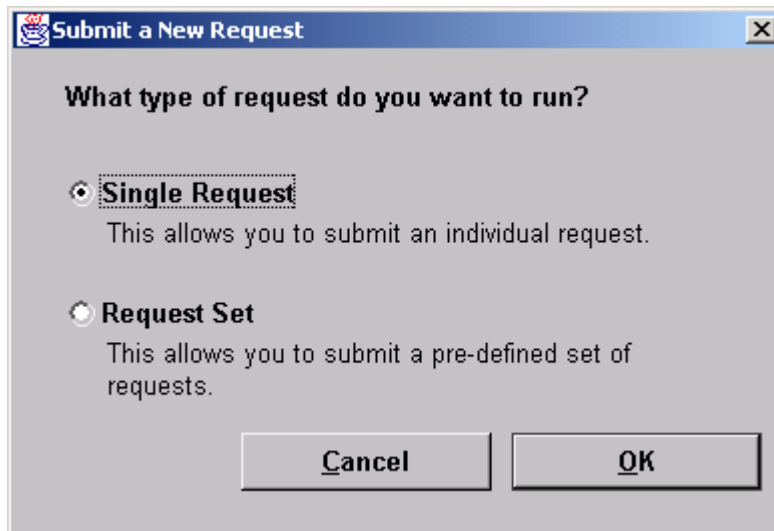 Submit a New Request
What type of request do you want to run?
Single Request
This allows you to submit an individual request.
Request Set
This allows you to submit a pre-defined set of
requests.
Cancel
OK